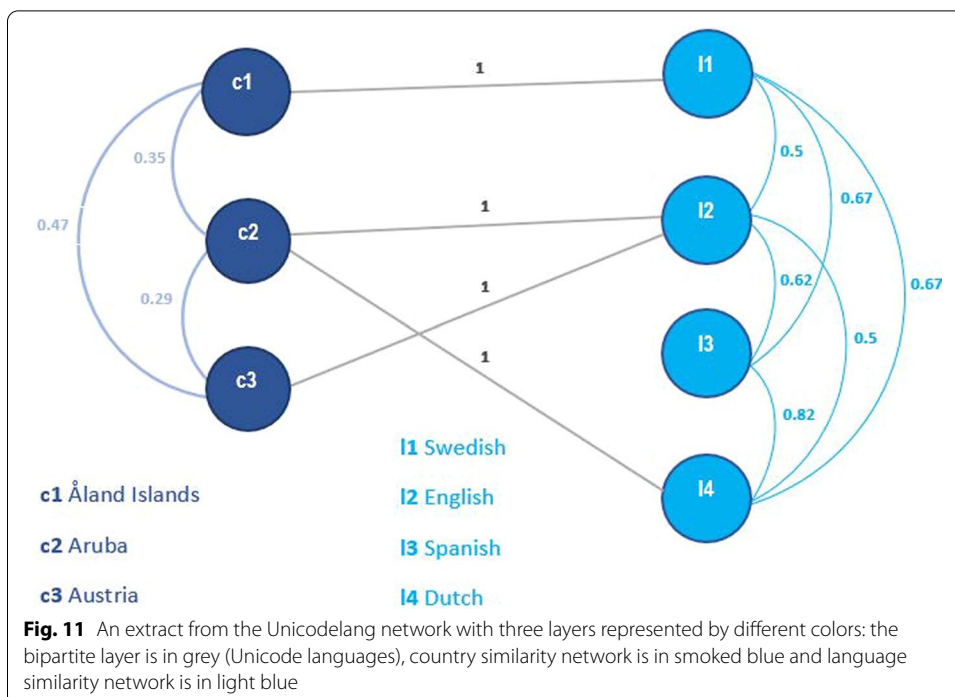 c1
1
l1
0.35
0.5
0.47
c2
1
l2
0.67
0.29
1
0.62
0.67
c3
1
l3
0.5
0.82
l4
l1 Swedish
c1 Åland Islands
l2 English
c2 Aruba
l3 Spanish
c3 Austria
l4 Dutch
Fig. 11 An extract from the Unicodelang network with three layers represented by different colors: the
bipartite layer is in grey (Unicode languages), country similarity network is in smoked blue and language
similarity network is in light blue